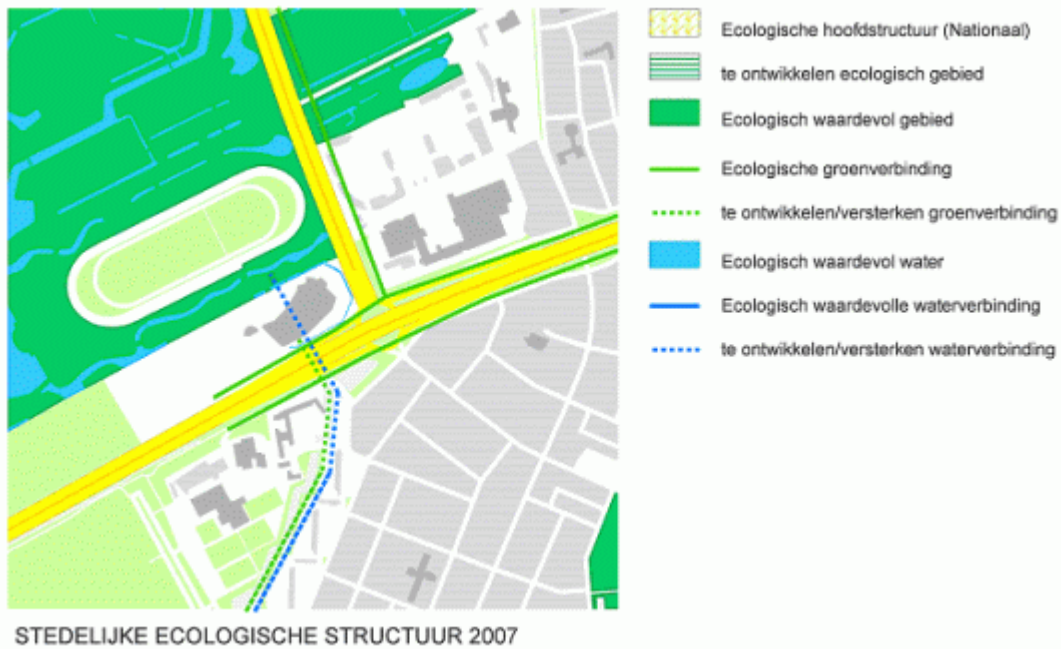 Ecologische hoofdstructuur (Nationaal)
te ontwikkelen ecologisch gebied
Ecologisch waardevol gebied
Ecologische groenverbinding
te ontwikkelen/versterken groenverbinding
Ecologisch waardevol water
Ecologisch waardevolle waterverbinding
te ontwikkelen/versterken waterverbinding
STEDELIJKE ECOLOGISCHE STRUCTUUR 2007